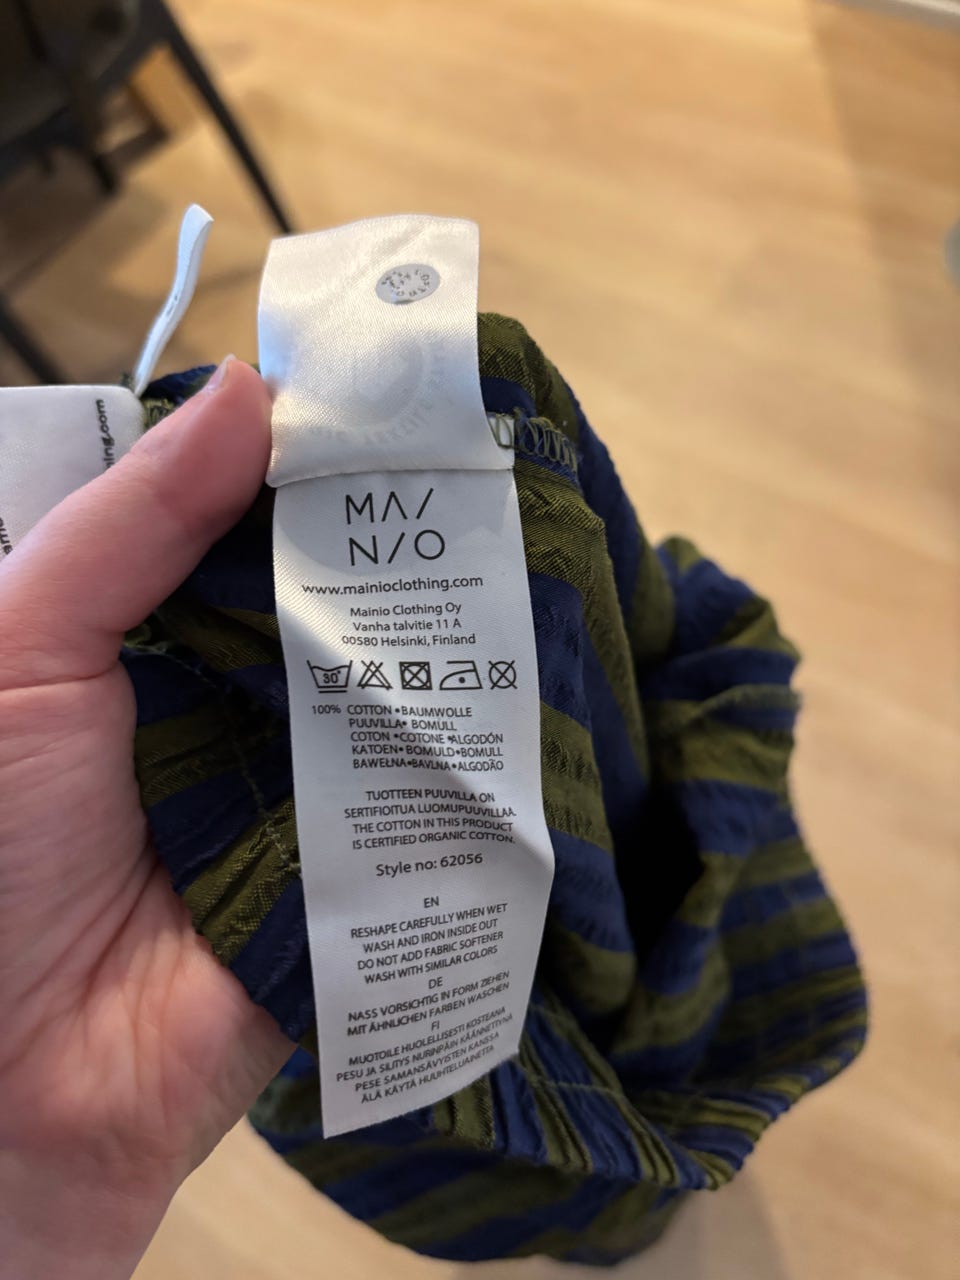 MAI
NIO
www.mainioclothing.com
Mainio Clothing Oy
Vanha talvitie 11 A
00580 Helsinki, Finland
30°
100% COTTON • BAUMWOLLE
PUUVILLA • BOMULL
COTON • COTONE • ALGODÓN
KATOEN • BOMULD • BOMULL
BAWEŁNA • BAVLNA • ALGODÃO
TUOTTEEN PUUVILLA ON
SERTIFIOITUA LUOMUPUUVILLAA.
THE COTTON IN THIS PRODUCT
IS CERTIFIED ORGANIC COTTON.
Style no: 62056
EN
RESHAPE CAREFULLY WHEN WET
WASH AND IRON INSIDE OUT
DO NOT ADD FABRIC SOFTENER
WASH WITH SIMILAR COLORS
DE
NASS VORSICHTIG IN FORM ZIEHEN
MIT ÄHNLICHEN FARBEN WASCHEN
FI
MUOTOILE HUOLELLISESTI KOSTEANA
PESU JA SILITYS NURINPÄIN KÄÄNNETTYNÄ
PESE SAMANSÄVYISTEN KANSSA
ÄLÄ KÄYTÄ HUUHTELUAINETTA
ing.com